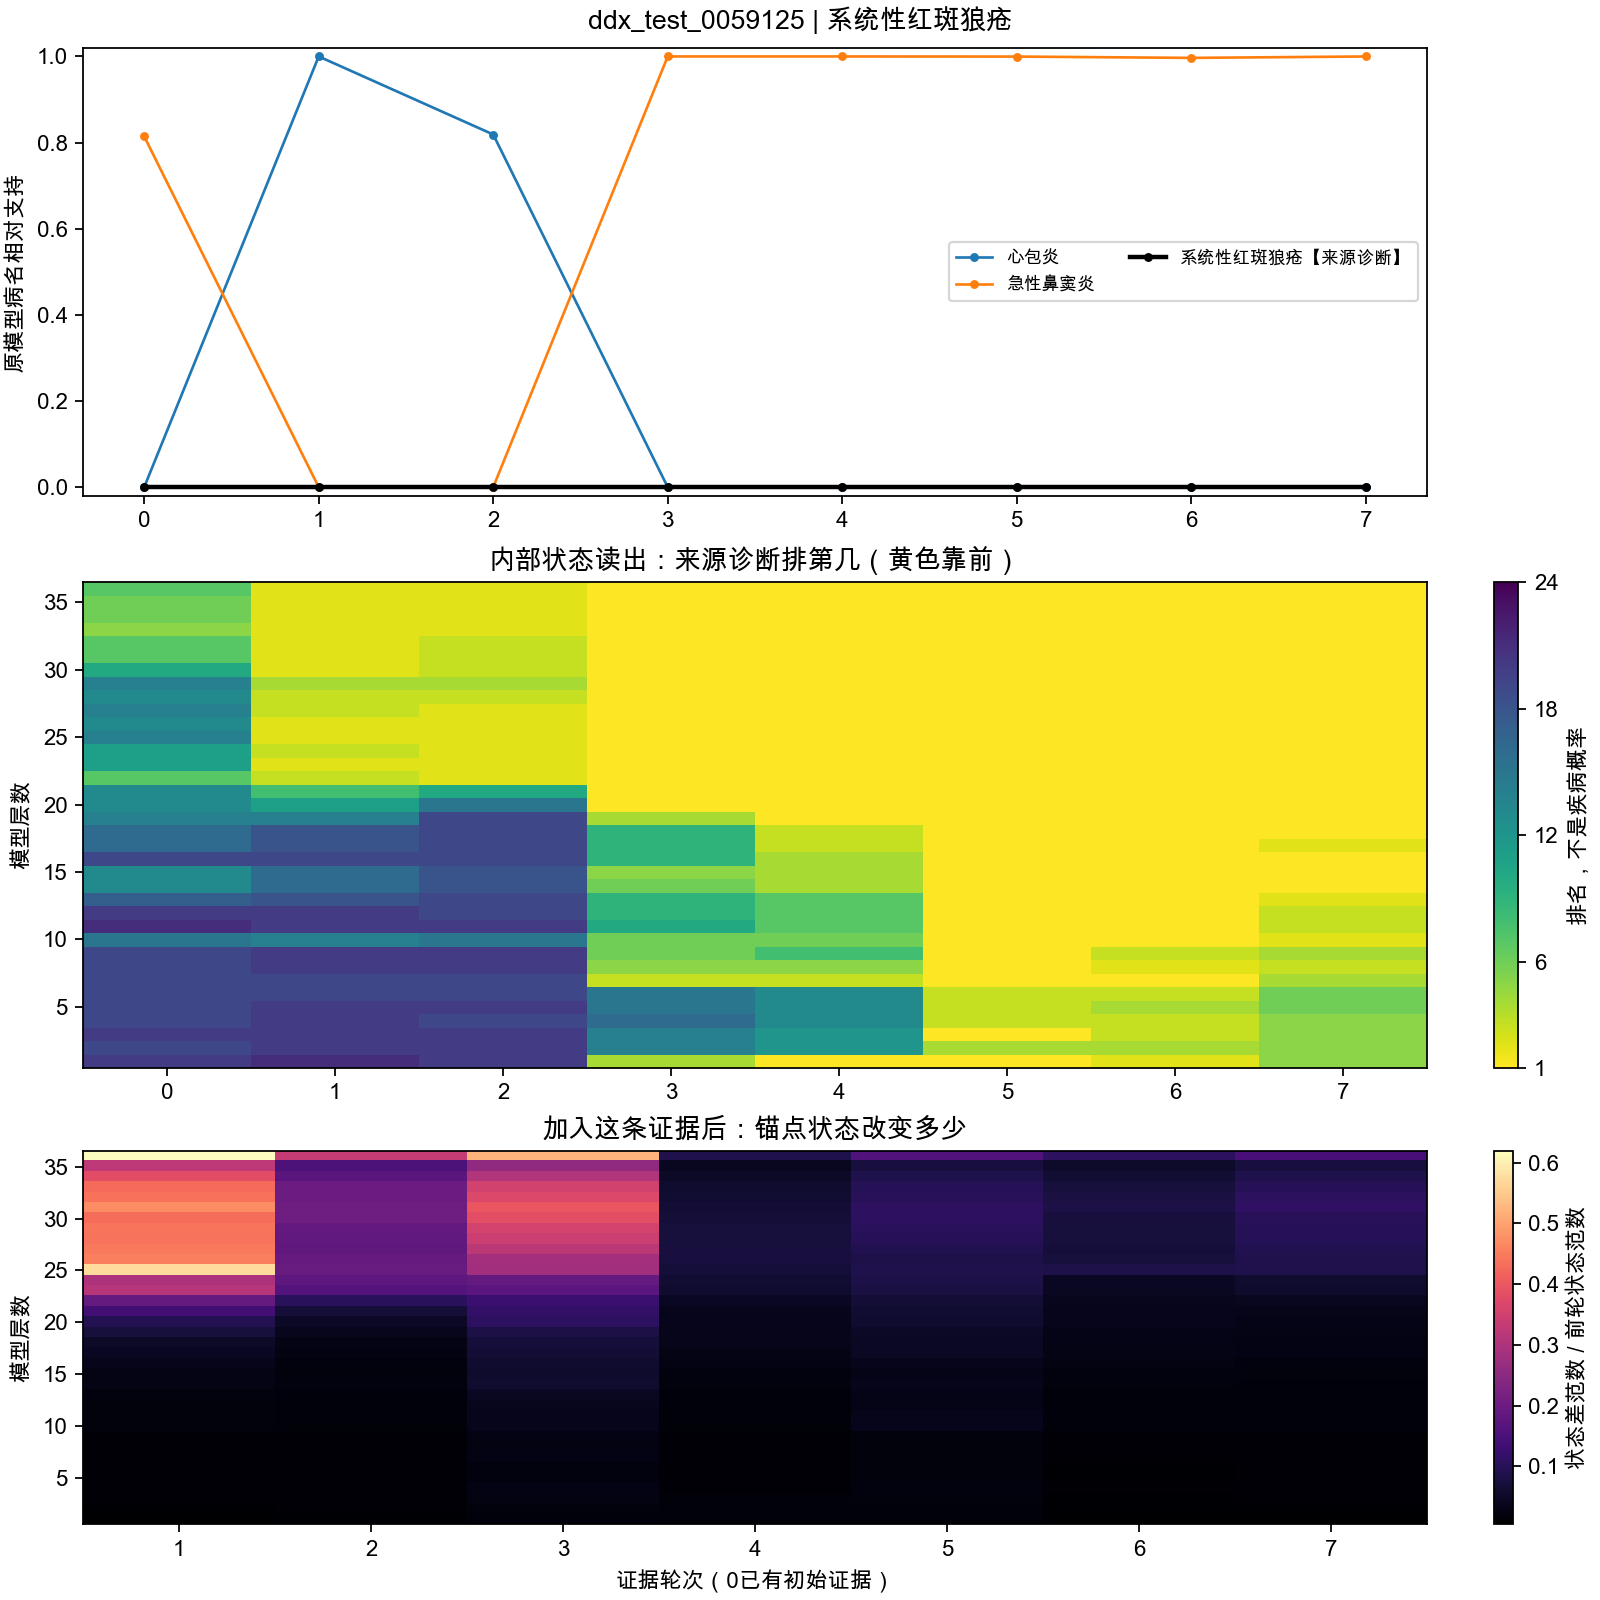 ddx_test_0059125 | 系统性红斑狼疮
原模型病名相对支持
1.0
0.8
0.6
0.4
0.2
0.0
心包炎
急性鼻窦炎
系统性红斑狼疮【来源诊断】
0 1 2 3 4 5 6 7
内部状态读出：来源诊断排第几（黄色靠前）
模型层数
35
30
25
20
15
10
5
0 1 2 3 4 5 6 7
24
18
12
6
1
排名，不是疾病概率
加入这条证据后：锚点状态改变多少
模型层数
35
30
25
20
15
10
5
1 2 3 4 5 6 7
证据轮次（0已有初始证据）
0.6
0.5
0.4
0.3
0.2
0.1
状态差范数 / 前轮状态范数